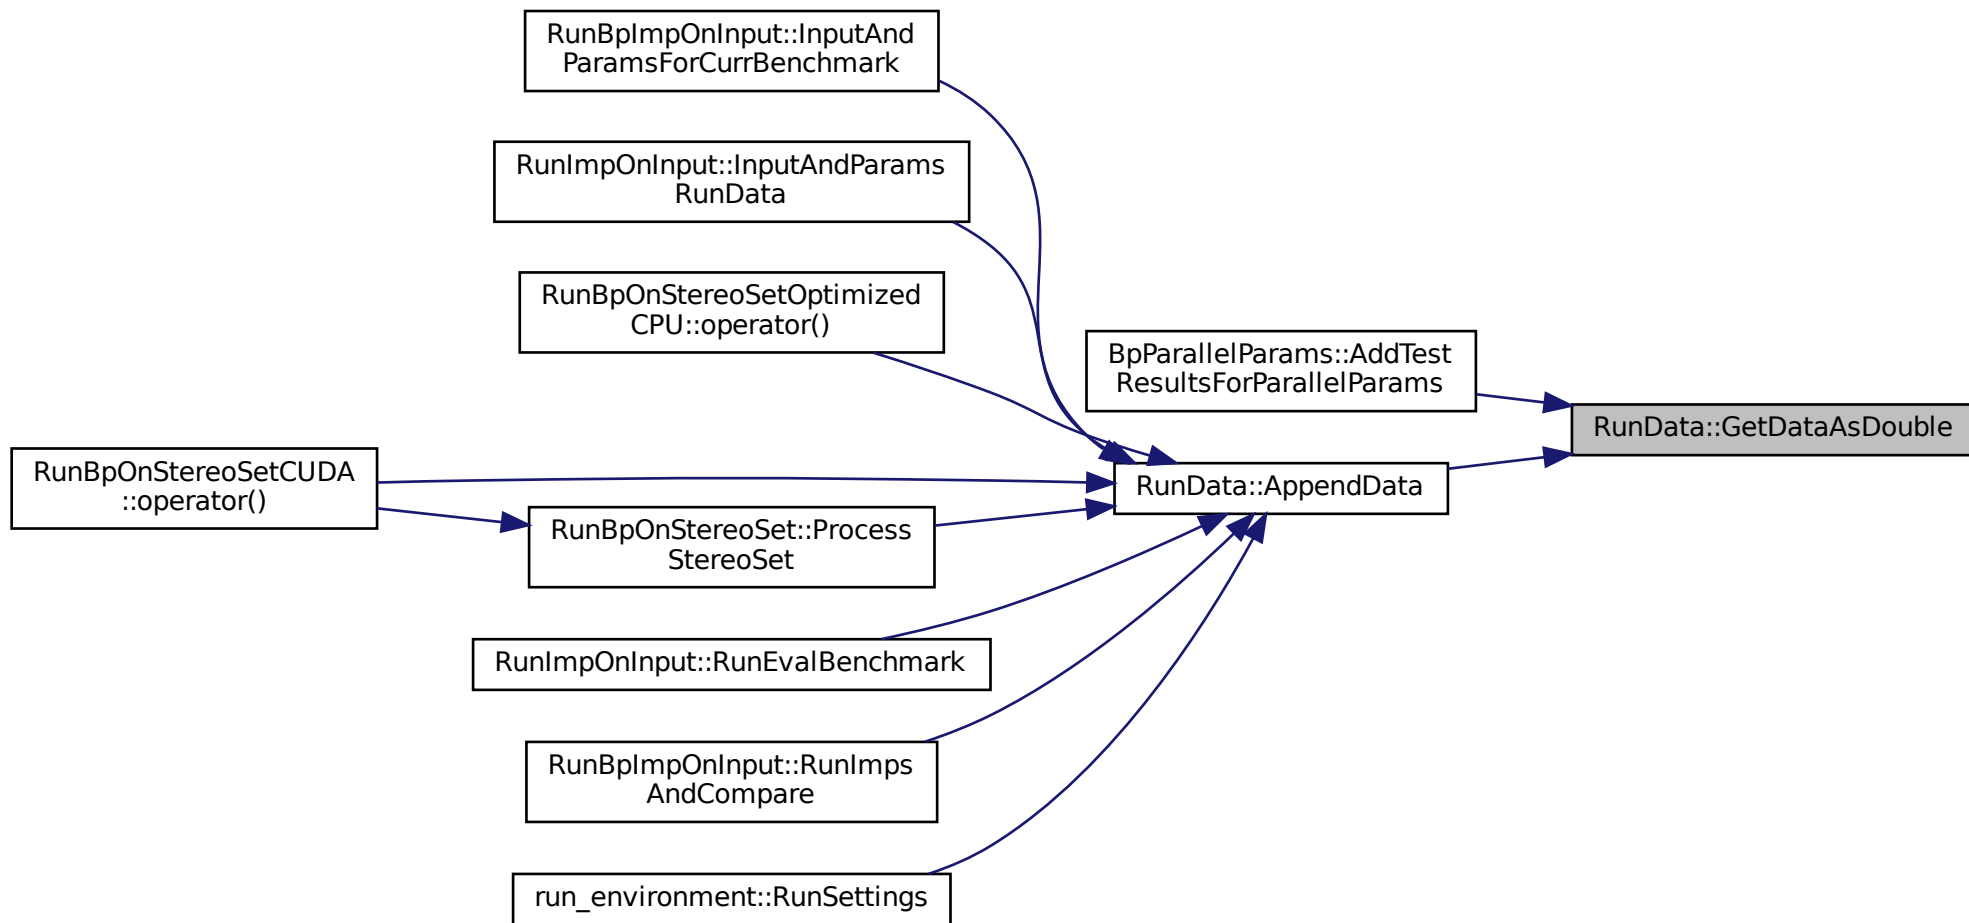 RunBpImpOnInput::InputAnd
ParamsForCurrBenchmark
RunImpOnInput::InputAndParams
RunData
RunBpOnStereoSetOptimized
CPU::operator()
BpParallelParams::AddTest
ResultsForParallelParams
RunData::GetDataAsDouble
RunBpOnStereoSetCUDA
::operator()
RunData::AppendData
RunBpOnStereoSet::Process
StereoSet
RunImpOnInput::RunEvalBenchmark
RunBpImpOnInput::RunImps
AndCompare
run_environment::RunSettings